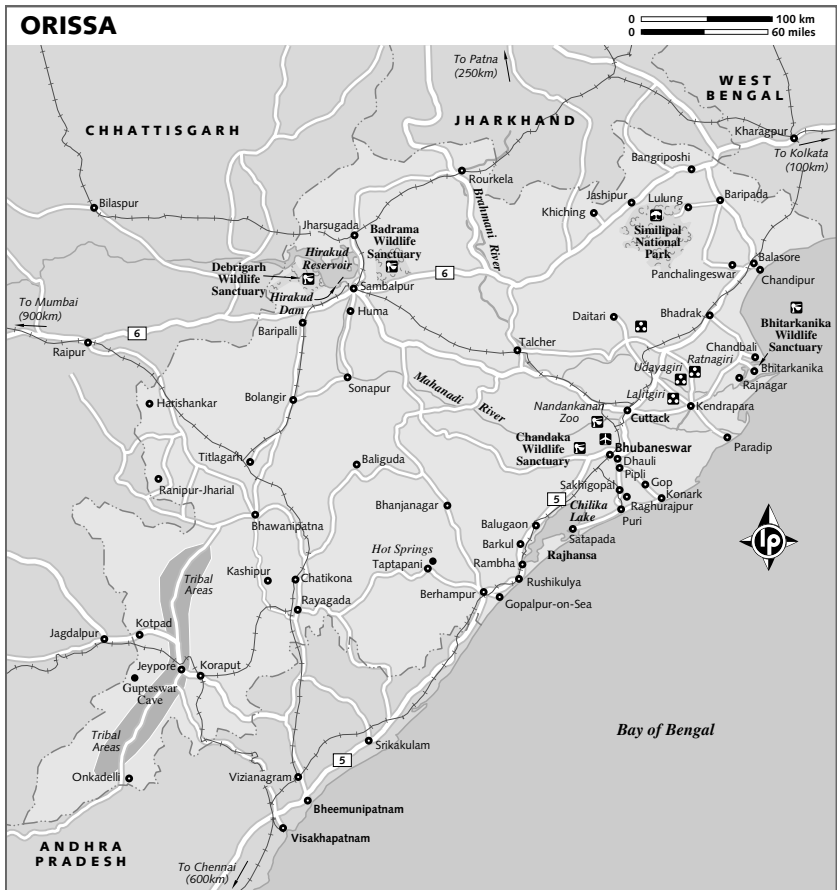 ORISSA
0 100 km
0 60 miles
To Patna
(250km)
WEST
BENGAL
JHARKHAND
CHHATTISGARH
Kharagpur
To Kolkata
(100km)
Bangriposhi
Rourkela
Brahmani River
Jashipur
Lulung
Baripada
Khiching
Bilaspur
Similipal
National
Park
Jharsugada
Badrama
Wildlife
Sanctuary
Hirakud
Reservoir
Debrigarh
Wildlife
Sanctuary
Balasore
Panchalingeswar
Chandipur
6
Sambalpur
Hirakud
Dam
To Mumbai
(900km)
6
Huma
Baripalli
Daitari
Bhadrak
Bhitarkanika
Wildlife
Sanctuary
Raipur
Talcher
Chandbali
Udayagiri
Ratnagiri
Bhitarkanika
Rajnagar
Sonapur
Mahanadi
River
Harishankar
Bolangir
Lalitgiri
Kendrapara
Nandankanan
Zoo
Cuttack
Chandaka
Wildlife
Sanctuary
Bhubaneswar
Paradip
Titlagarh
Baliguda
Dhauli
Pipli
Ranipur-Jharial
Sakhigopal
Gop
Konark
5
Raghurajpur
Bhanjanagar
Chilika
Lake
Puri
Bhawanipatna
Balugaon
Satapada
lp
Barkul
Rajhansa
Hot Springs
Taptapani
Rambha
Tribal
Areas
Kashipur
Chatikona
Rushikulya
Berhampur
Gopalpur-on-Sea
Rayagada
Kotpad
Jagdalpur
Jeypore
Koraput
Gupteswar
Cave
Tribal
Areas
Bay of Bengal
Srikakulam
5
Onkadelli
Vizianagram
Bheemunipatnam
Visakhapatnam
ANDHRA
PRADESH
To Chennai
(600km)